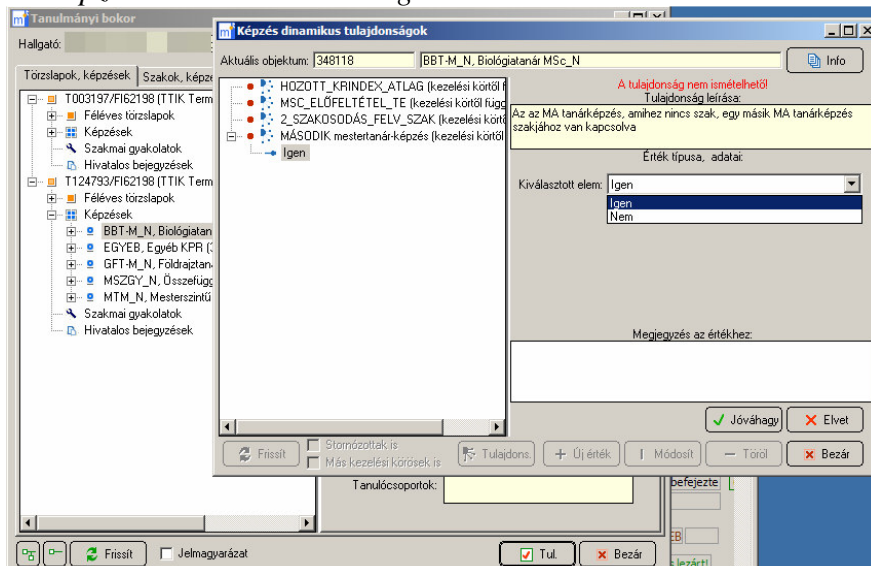 Tanulmányi bokor
Hallgató:
Törzslapok, képzések
Szakok, képze
T003197/FI62198 (TTIK Term
Féléves törzslapok
Képzések
Szakmai gyakolatok
Hivatalos bejegyzések
T124793/FI62198 (TTIK Term
Féléves törzslapok
Képzések
BBT-M_N, Biológiatan
EGYEB, Egyéb KPR (
GFT-M_N, Földrajztan
MSZGY_N, Összefügg
MTM_N, Mesterszintű
Szakmai gyakolatok
Hivatalos bejegyzések
Képzés dinamikus tulajdonságok
Aktuális objektum: 348118 BBT-M_N, Biológiatanár MSc_N
Info
HOZOTT_KRINDEX_ATLAG (kezelési körtől f
MSC_ELŐFELTÉTEL_TE (kezelési körtől függ
2_SZAKOSODÁS_FELV_SZAK (kezelési körtő
MÁSODIK mestertanár-képzés (kezelési körtől
Igen
A tulajdonság nem ismételhető!
Tulajdonság leírása:
Az az MA tanárképzés, amihez nincs szak, egy másik MA tanárképzés
szakjához van kapcsolva
Érték típusa, adatai:
Kiválasztott elem: Igen
Igen
Nem
Megjegyzés az értékhez:
Jóváhagy
Elvet
Frissít
Stornózottak is
Más kezelési körösek is
Tulajdons.
Új érték
Módosít
Töröl
Bezár
Tanulócsoportok:
befejezte
EB
s lezárt!
Frissít
Jelmagyarázat
Tul.
Bezár